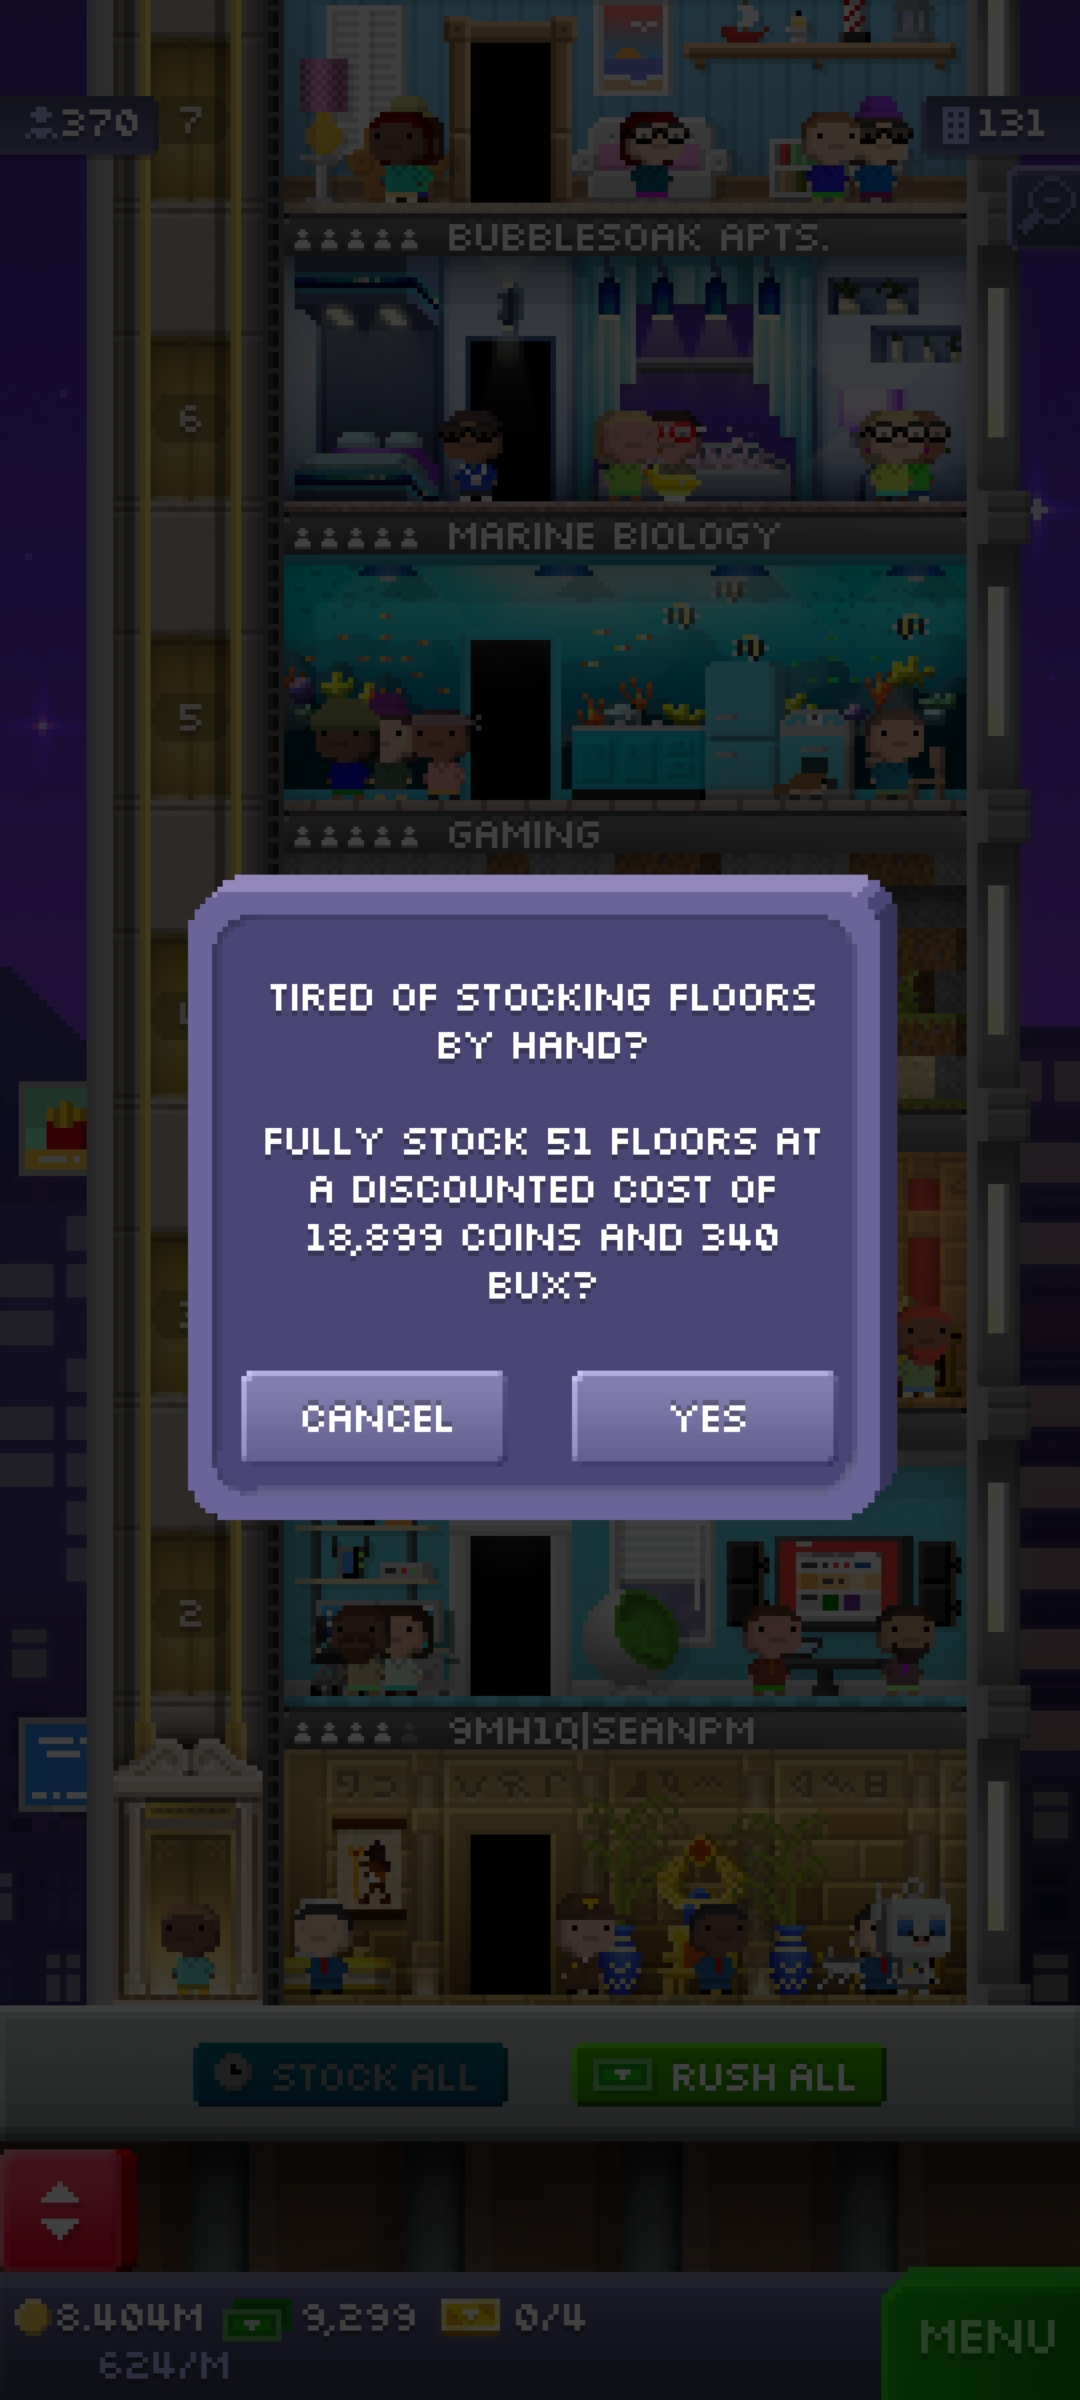 370
7
131
BUBBLESOAK APTS.
6
MARINE BIOLOGY
5
GAMING
TIRED OF STOCKING FLOORS
BY HAND?
FULLY STOCK 51 FLOORS AT
A DISCOUNTED COST OF
18,899 COINS AND 340
BUX?
CANCEL
YES
2
9MH1Q|SEANPM
STOCK ALL
RUSH ALL
8.404M
9,299
0/4
624/M
MENU